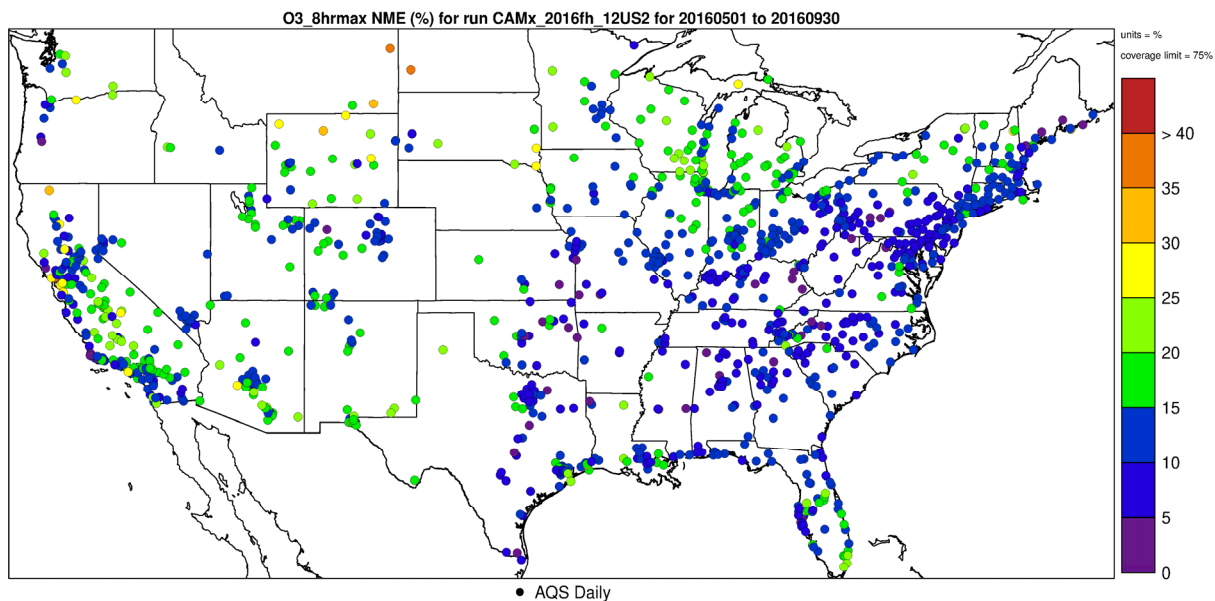 O3_8hrmax NME (%) for run CAMx_2016fh_12US2 for 20160501 to 20160930
units = %
coverage limit = 75%
> 40
35
30
25
20
15
10
5
0
AQS Daily